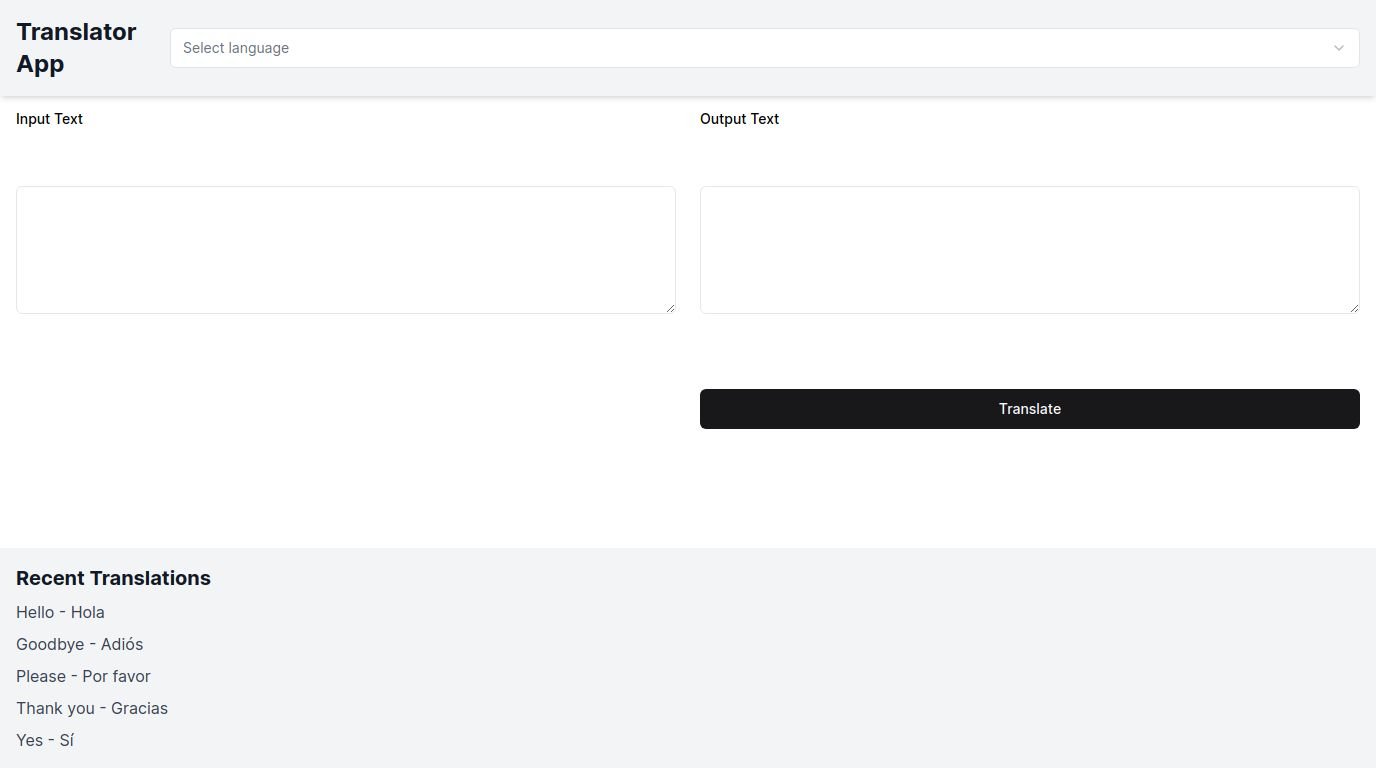 Translator
App
Select language
Input Text
Output Text
Translate
Recent Translations
Hello - Hola
Goodbye - Adiós
Please - Por favor
Thank you - Gracias
Yes - Sí